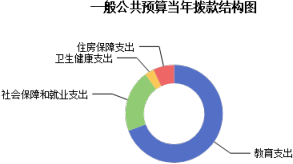 一般公共预算当年拨款结构图
住房保障支出
卫生健康支出
社会保障和就业支出
教育支出